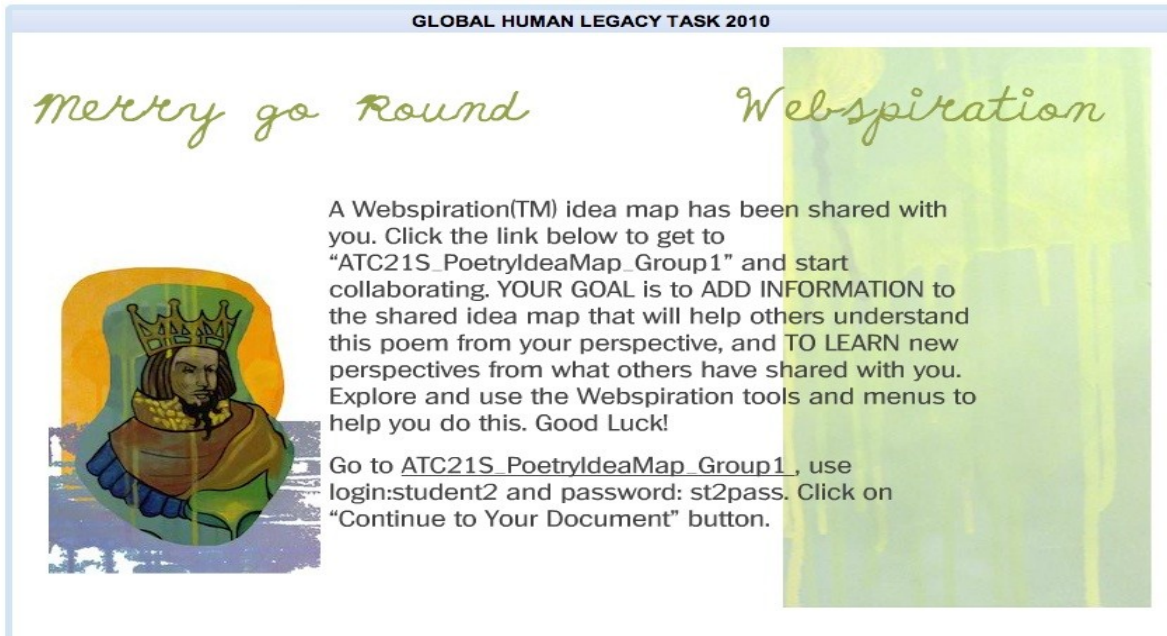 GLOBAL HUMAN LEGACY TASK 2010
Merry go Round
Webspiration
A Webspiration(TM) idea map has been shared with
you. Click the link below to get to
“ATC21S_PoetryIdeaMap_Group1” and start
collaborating. YOUR GOAL is to ADD INFORMATION to
the shared idea map that will help others understand
this poem from your perspective, and TO LEARN new
perspectives from what others have shared with you.
Explore and use the Webspiration tools and menus to
help you do this. Good Luck!
Go to ATC21S_PoetryIdeaMap_Group1 , use
login:student2 and password: st2pass. Click on
“Continue to Your Document” button.